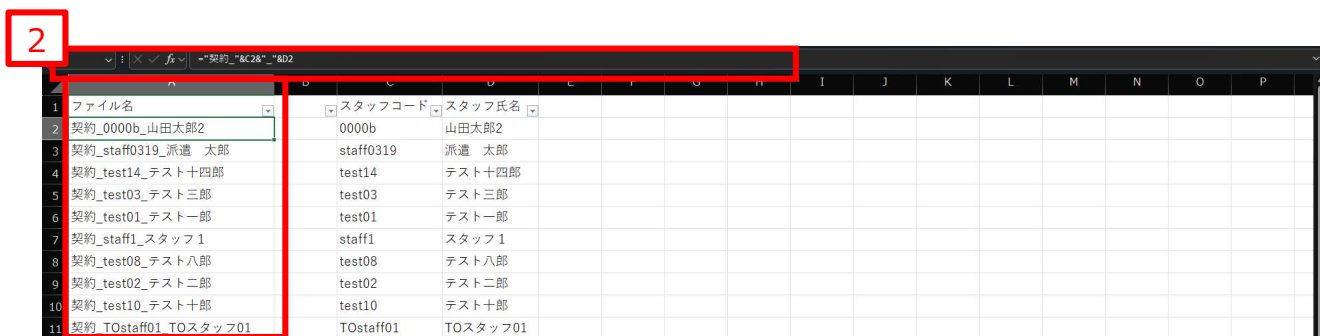 2
fx ="契約_"&C2&"_"&D2
A B C D E F G H I J K L M N O P
1 ファイル名 スタッフコード スタッフ氏名
2 契約_0000b_山田太郎2 0000b 山田太郎2
3 契約_staff0319_派遣　太郎 staff0319 派遣　太郎
4 契約_test14_テスト十四郎 test14 テスト十四郎
5 契約_test03_テスト三郎 test03 テスト三郎
6 契約_test01_テスト一郎 test01 テスト一郎
7 契約_staff1_スタッフ１ staff1 スタッフ１
8 契約_test08_テスト八郎 test08 テスト八郎
9 契約_test02_テスト二郎 test02 テスト二郎
10 契約_test10_テスト十郎 test10 テスト十郎
11 契約_TOstaff01_TOスタッフ01 TOstaff01 TOスタッフ01